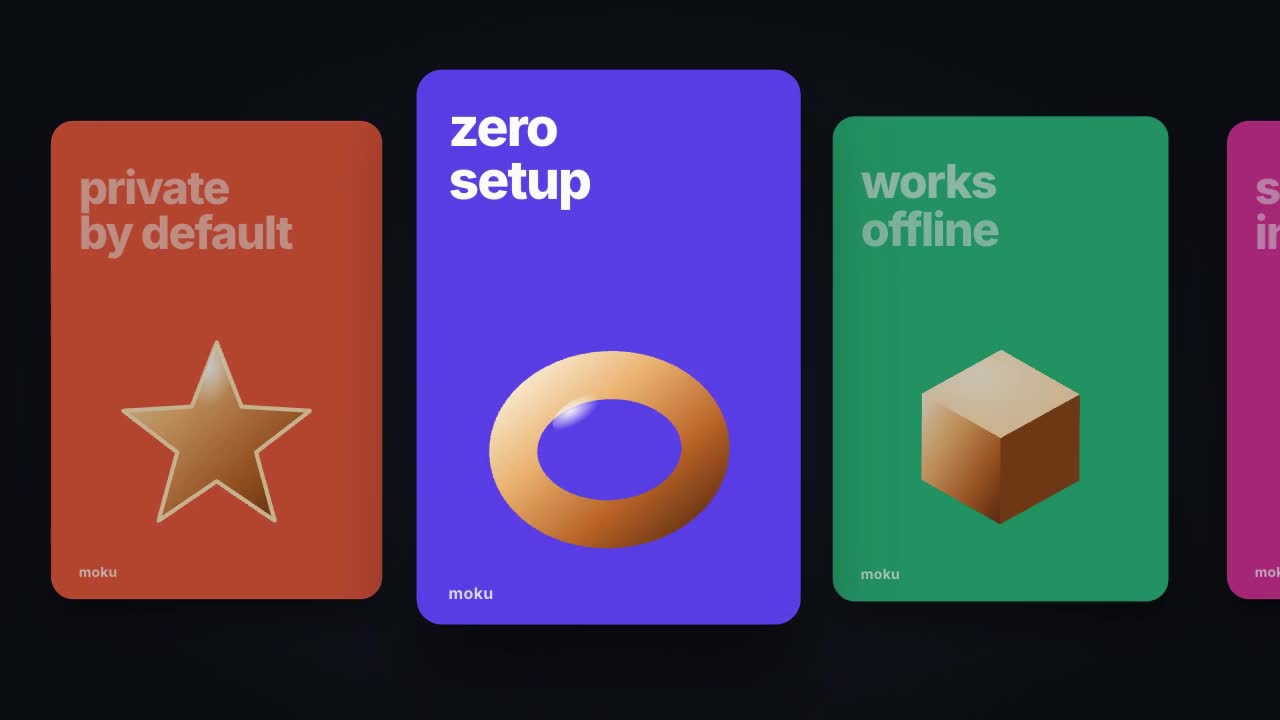 private
by default
moku
zero
setup
moku
works
offline
moku